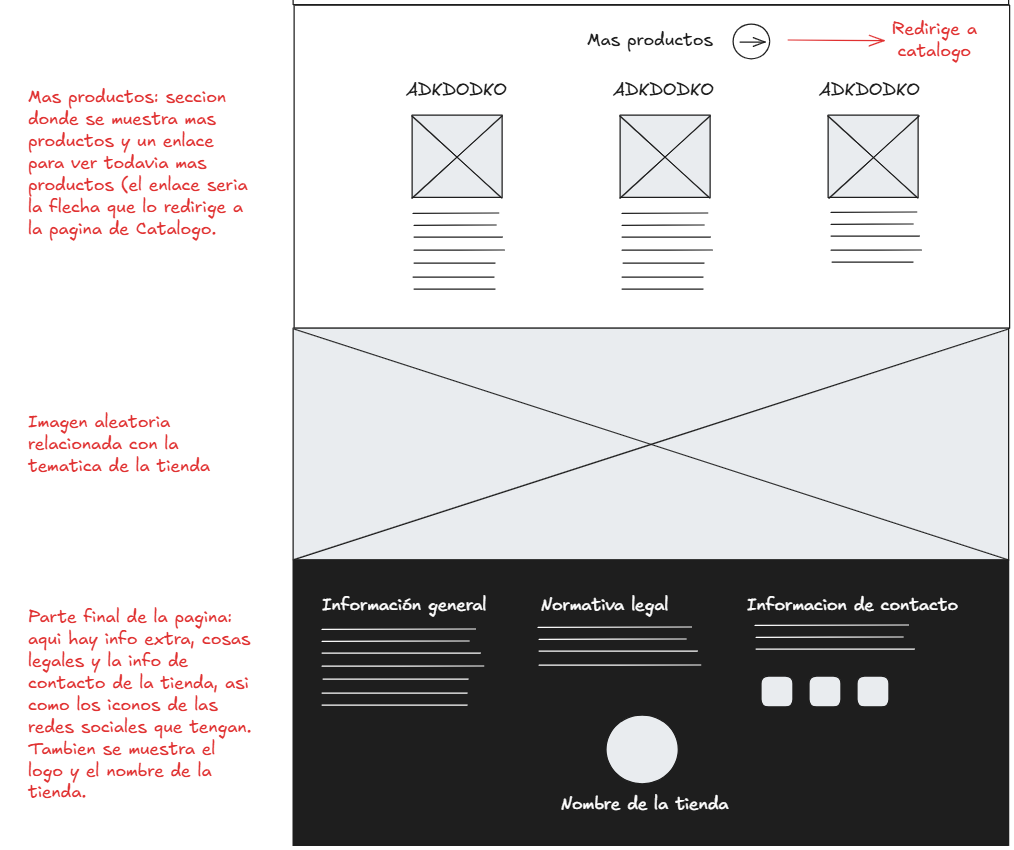 Mas productos
Redirige a
catalogo
ADKDODKO
ADKDODKO
ADKDODKO
Mas productos: seccion
donde se muestra mas
productos y un enlace
para ver todavia mas
productos (el enlace seria
la flecha que lo redirige a
la pagina de Catalogo.
Imagen aleatoria
relacionada con la
tematica de la tienda
Parte final de la pagina:
aqui hay info extra, cosas
legales y la info de
contacto de la tienda, asi
como los iconos de las
redes sociales que tengan.
Tambien se muestra el
logo y el nombre de la
tienda.
Información general
Normativa legal
Informacion de contacto
Nombre de la tienda